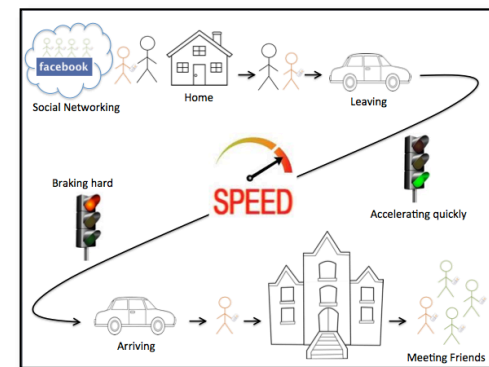 facebook
Social Networking
Home
Leaving
Braking hard
SPEED
Accelerating quickly
Arriving
Meeting Friends